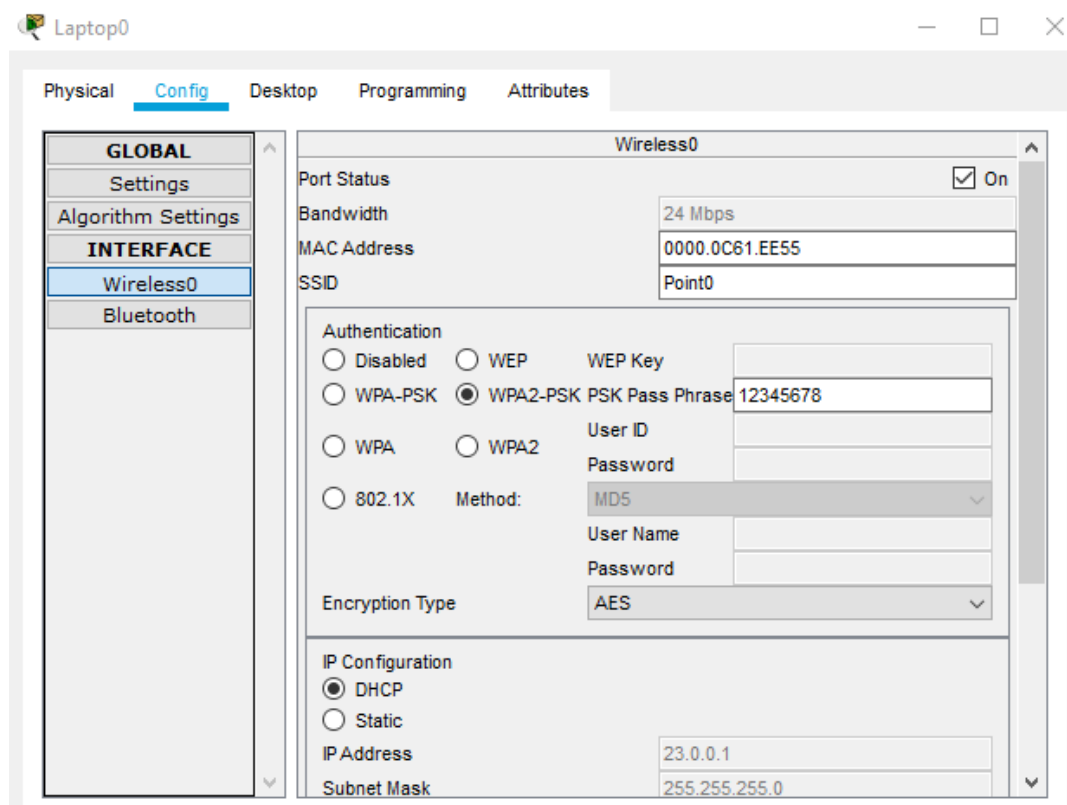 Laptop0
Physical Config Desktop Programming Attributes
GLOBAL
Settings
Algorithm Settings
INTERFACE
Wireless0
Bluetooth
Wireless0
Port Status On
Bandwidth 24 Mbps
MAC Address 0000.0C61.EE55
SSID Point0
Authentication
Disabled WEP WEP Key
WPA-PSK WPA2-PSK PSK Pass Phrase 12345678
WPA WPA2 User ID
Password
802.1X Method: MD5
User Name
Password
Encryption Type AES
IP Configuration
DHCP
Static
IP Address 23.0.0.1
Subnet Mask 255.255.255.0